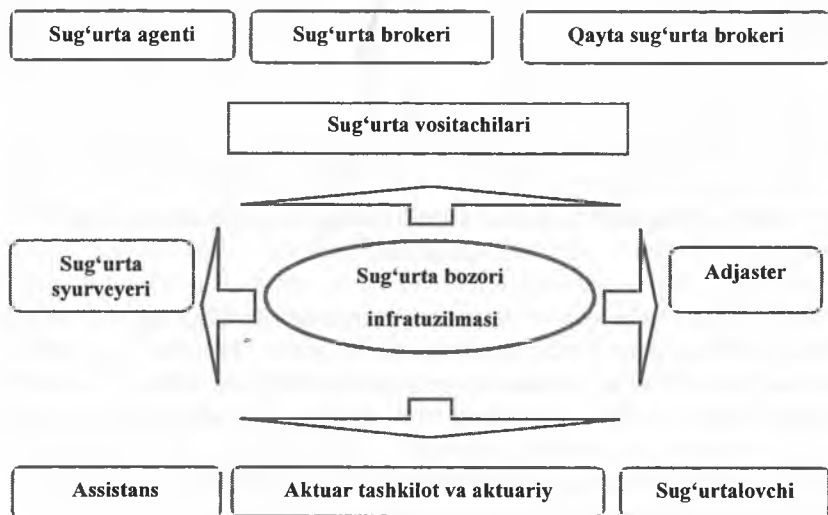 Sug‘urta agenti
Sug‘urta brokeri
Qayta sug‘urta brokeri
Sug‘urta vositachilari
Sug‘urta
syurveyeri
Sug‘urta bozori
infratuzilmasi
Adjaster
Assistans
Aktuar tashkilot va aktuariy
Sug‘urtalovchi